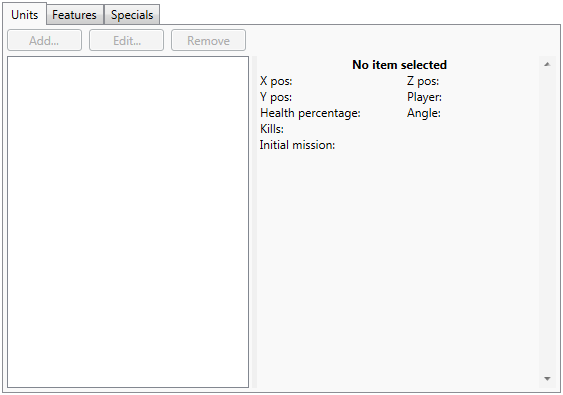 Units Features Specials
Add... Edit... Remove
No item selected
X pos: Z pos:
Y pos: Player:
Health percentage: Angle:
Kills:
Initial mission: